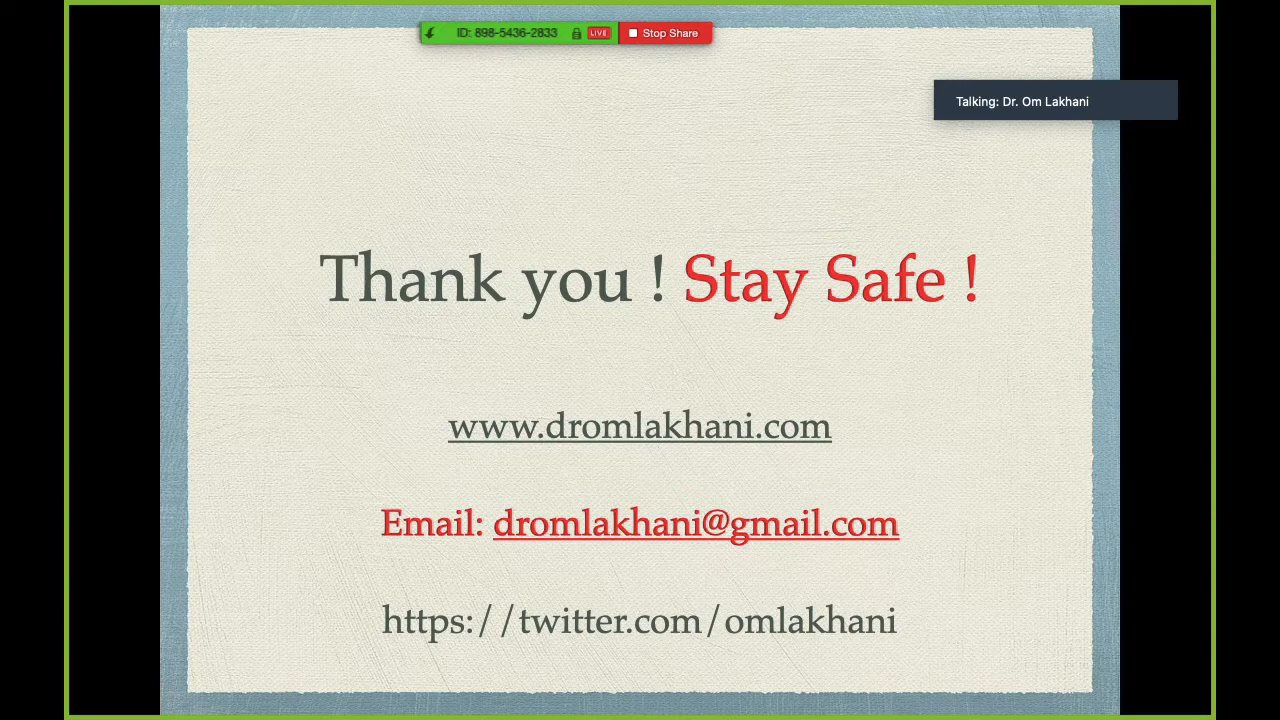 ID: 898-5436-2833 LIVE Stop Share
Talking: Dr. Om Lakhani
Thank you ! Stay Safe !
www.dromlakhani.com
Email: dromlakhani@gmail.com
https://twitter.com/omlakhani